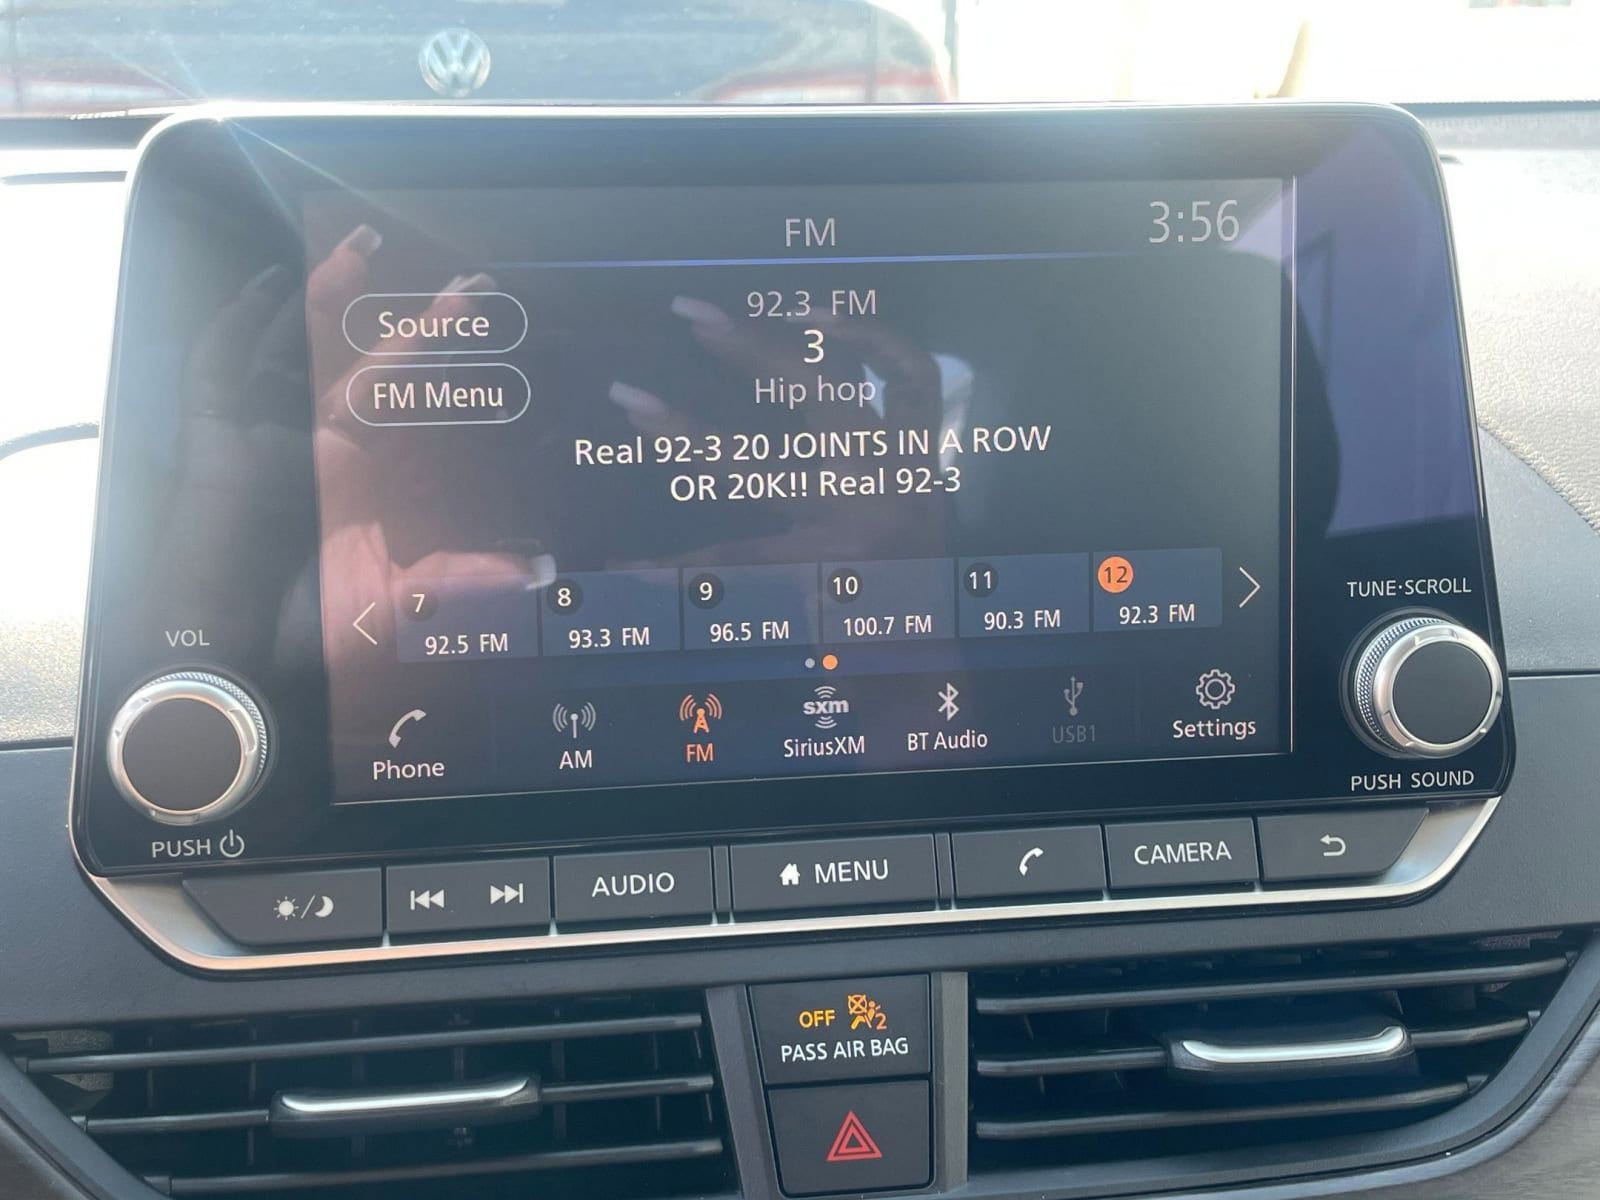 FM
3:56
Source
92.3 FM
3
FM Menu
Hip hop
Real 92-3 20 JOINTS IN A ROW
OR 20K!! Real 92-3
7
92.5 FM
8
93.3 FM
9
96.5 FM
10
100.7 FM
11
90.3 FM
12
92.3 FM
VOL
PUSH
TUNE·SCROLL
PUSH SOUND
Phone
AM
FM
sxm
SiriusXM
BT Audio
USB1
Settings
AUDIO
MENU
CAMERA
OFF
2
PASS AIR BAG